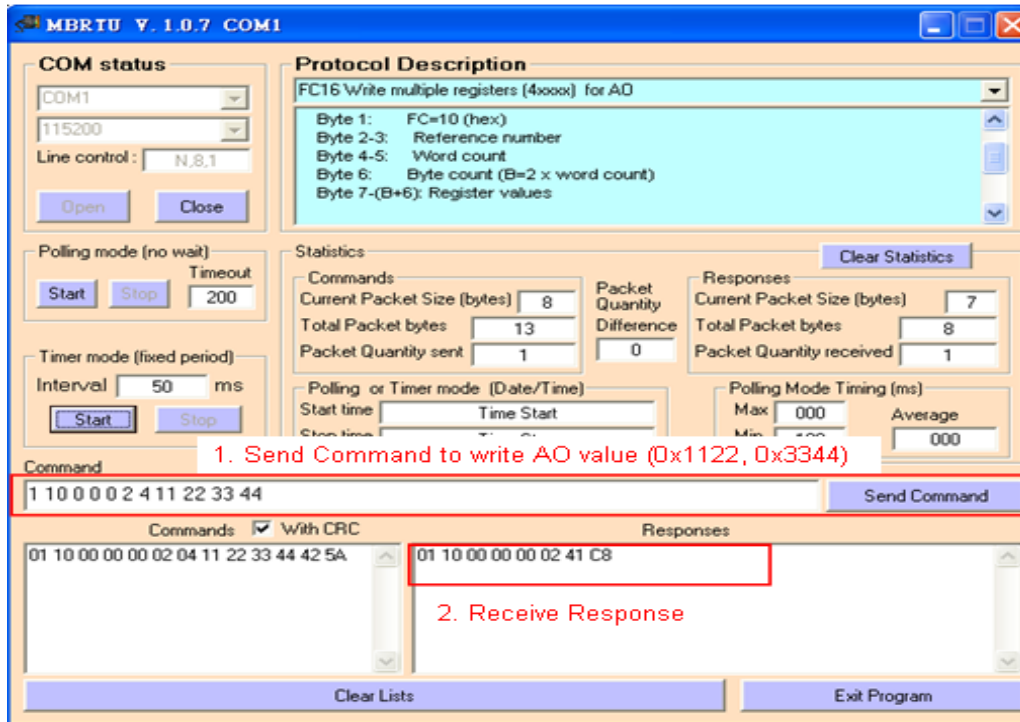 MBRTU V. 1.0.7 COM1
COM status
COM1
115200
Line control :
N,8,1
Open
Close
Protocol Description
FC16 Write multiple registers (4xxxx) for AO
Byte 1: FC=10 (hex)
Byte 2-3: Reference number
Byte 4-5: Word count
Byte 6: Byte count (B=2 x word count)
Byte 7-(B+6): Register values
Polling mode (no wait)
Timeout
Start
Stop
200
Timer mode (fixed period)
Interval 50 ms
Start
Stop
Statistics
Clear Statistics
Commands
Current Packet Size (bytes) 8
Total Packet bytes 13
Packet Quantity sent 1
Packet
Quantity
Difference
0
Responses
Current Packet Size (bytes) 7
Total Packet bytes 8
Packet Quantity received 1
Polling or Timer mode (Date/Time)
Start time Time Start
Polling Mode Timing (ms)
Max 000
Average
000
1. Send Command to write AO value (0x1122, 0x3344)
Command
1 10 0 0 0 2 4 11 22 33 44
Send Command
Commands With CRC
Responses
01 10 00 00 00 02 04 11 22 33 44 42 5A
01 10 00 00 00 02 41 C8
2. Receive Response
Clear Lists
Exit Program